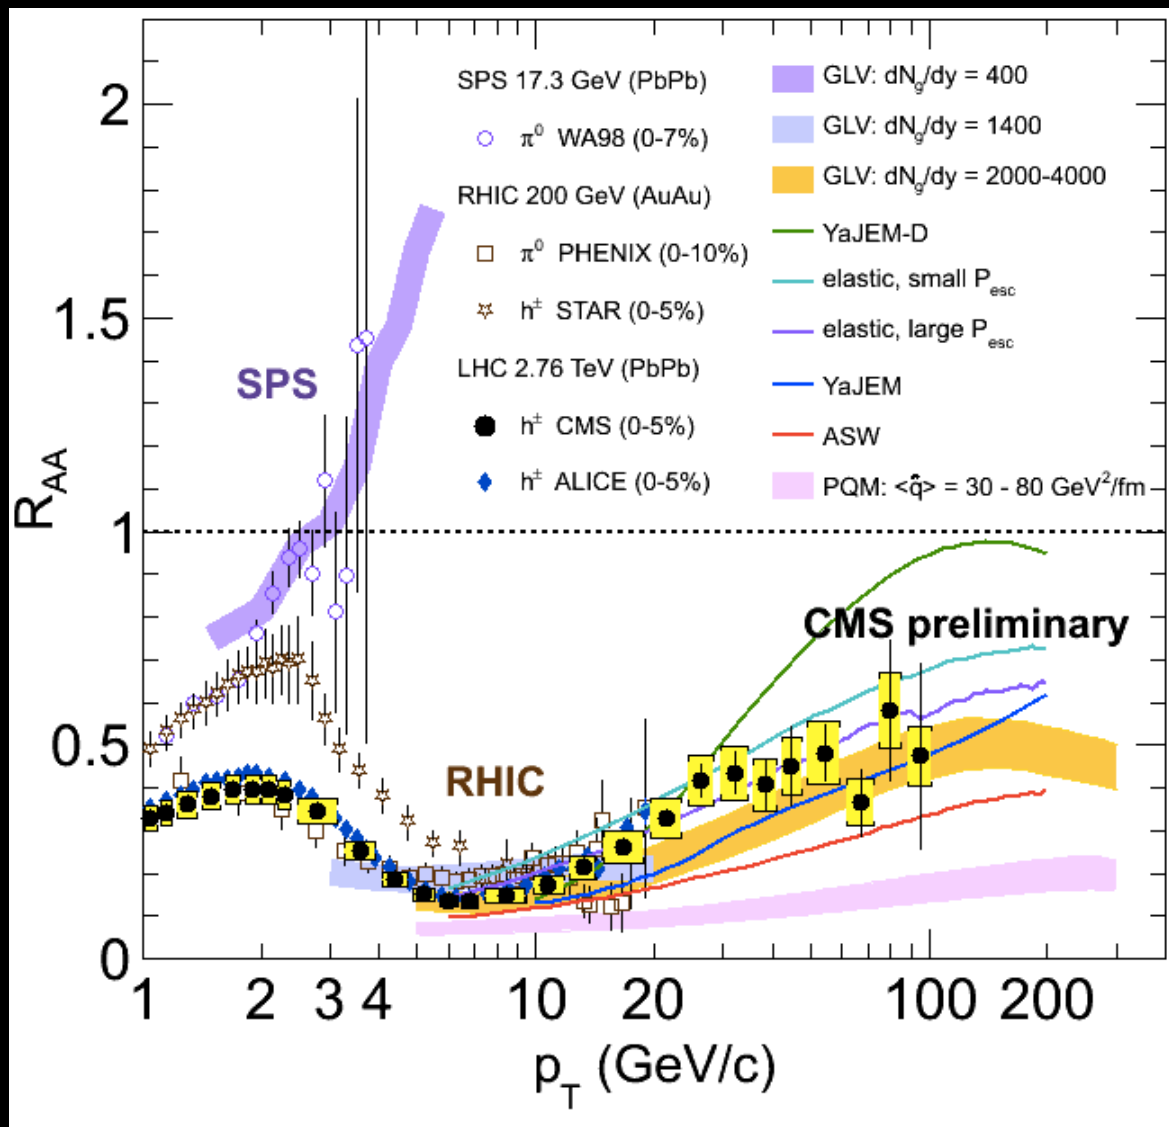 R_AA
2
1.5
1
0.5
0
SPS 17.3 GeV (PbPb)
π⁰ WA98 (0-7%)
RHIC 200 GeV (AuAu)
π⁰ PHENIX (0-10%)
h± STAR (0-5%)
LHC 2.76 TeV (PbPb)
h± CMS (0-5%)
h± ALICE (0-5%)
GLV: dN_g/dy = 400
GLV: dN_g/dy = 1400
GLV: dN_g/dy = 2000-4000
YaJEM-D
elastic, small P_esc
elastic, large P_esc
YaJEM
ASW
PQM: <q̂> = 30 - 80 GeV²/fm
SPS
CMS preliminary
RHIC
1 2 3 4 10 20 100 200
p_T (GeV/c)